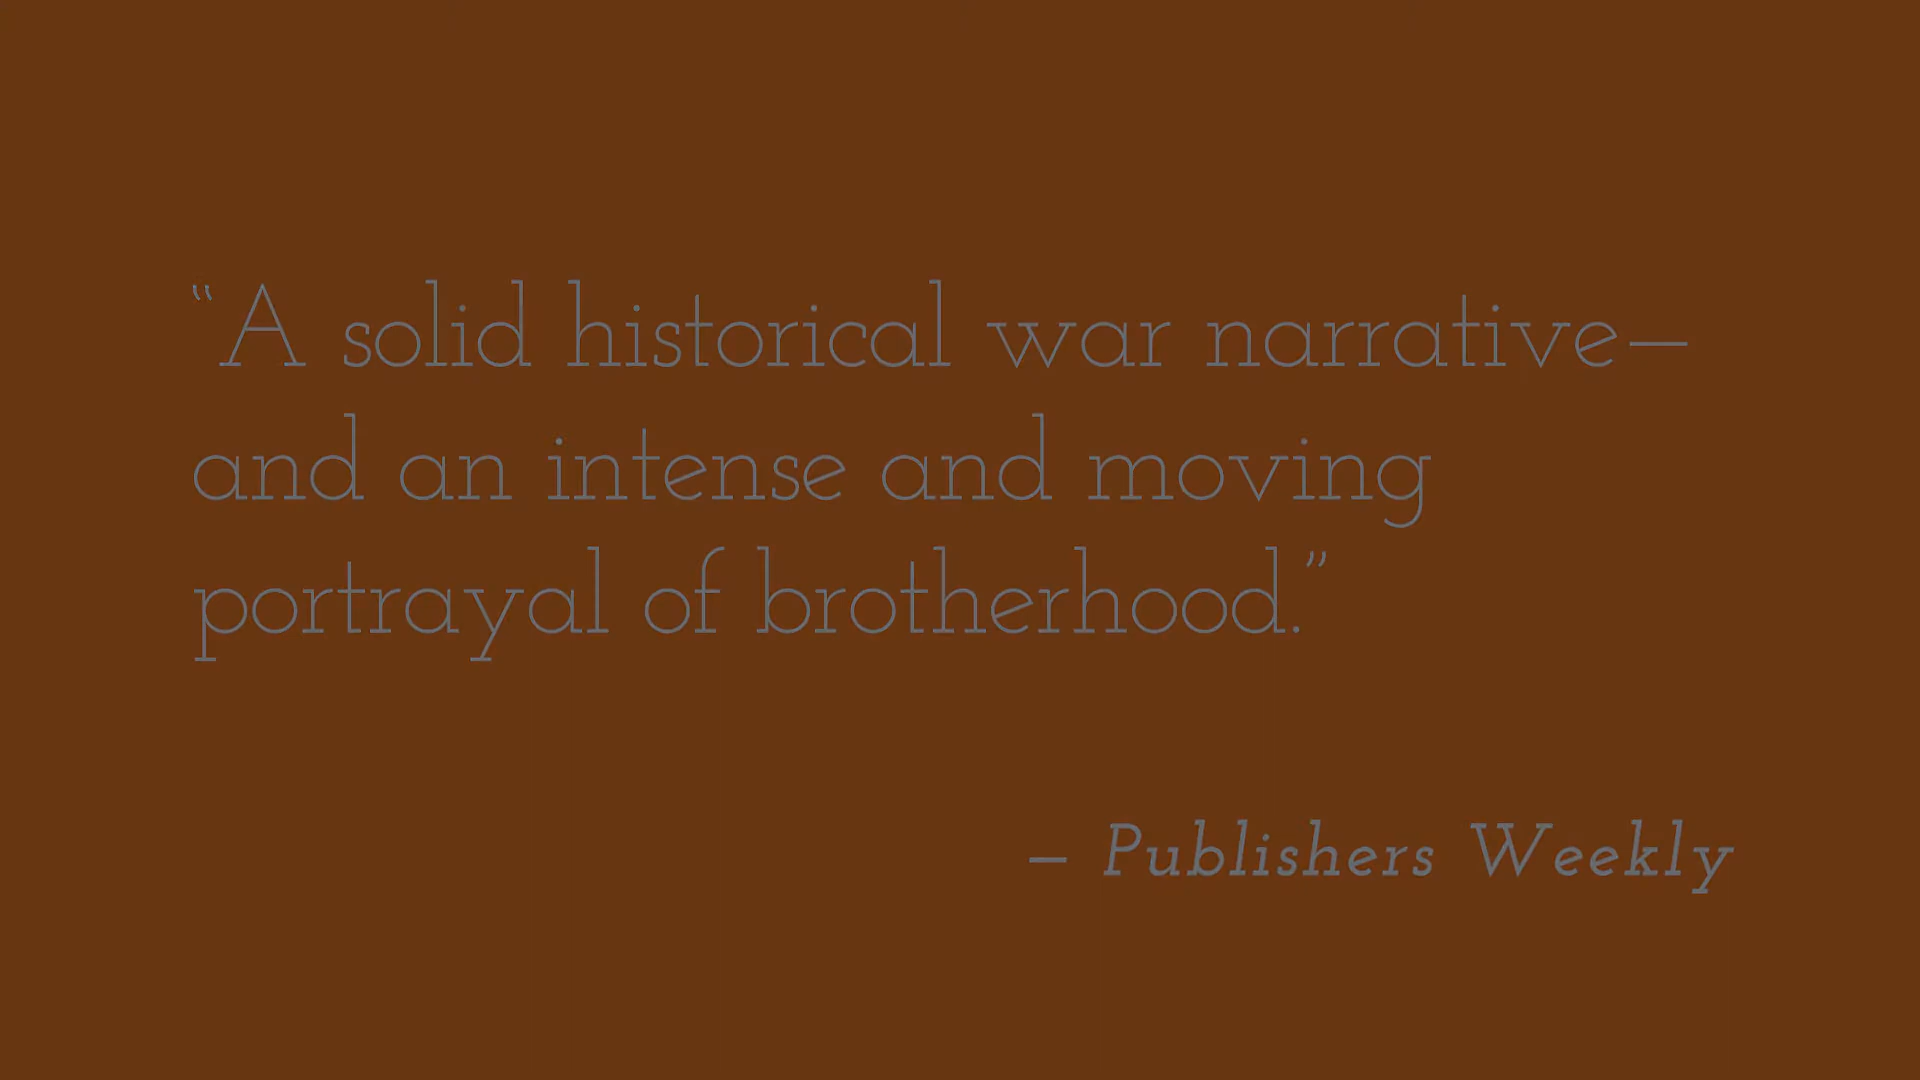 “A solid historical war narrative—
and an intense and moving
portrayal of brotherhood.”
– Publishers Weekly